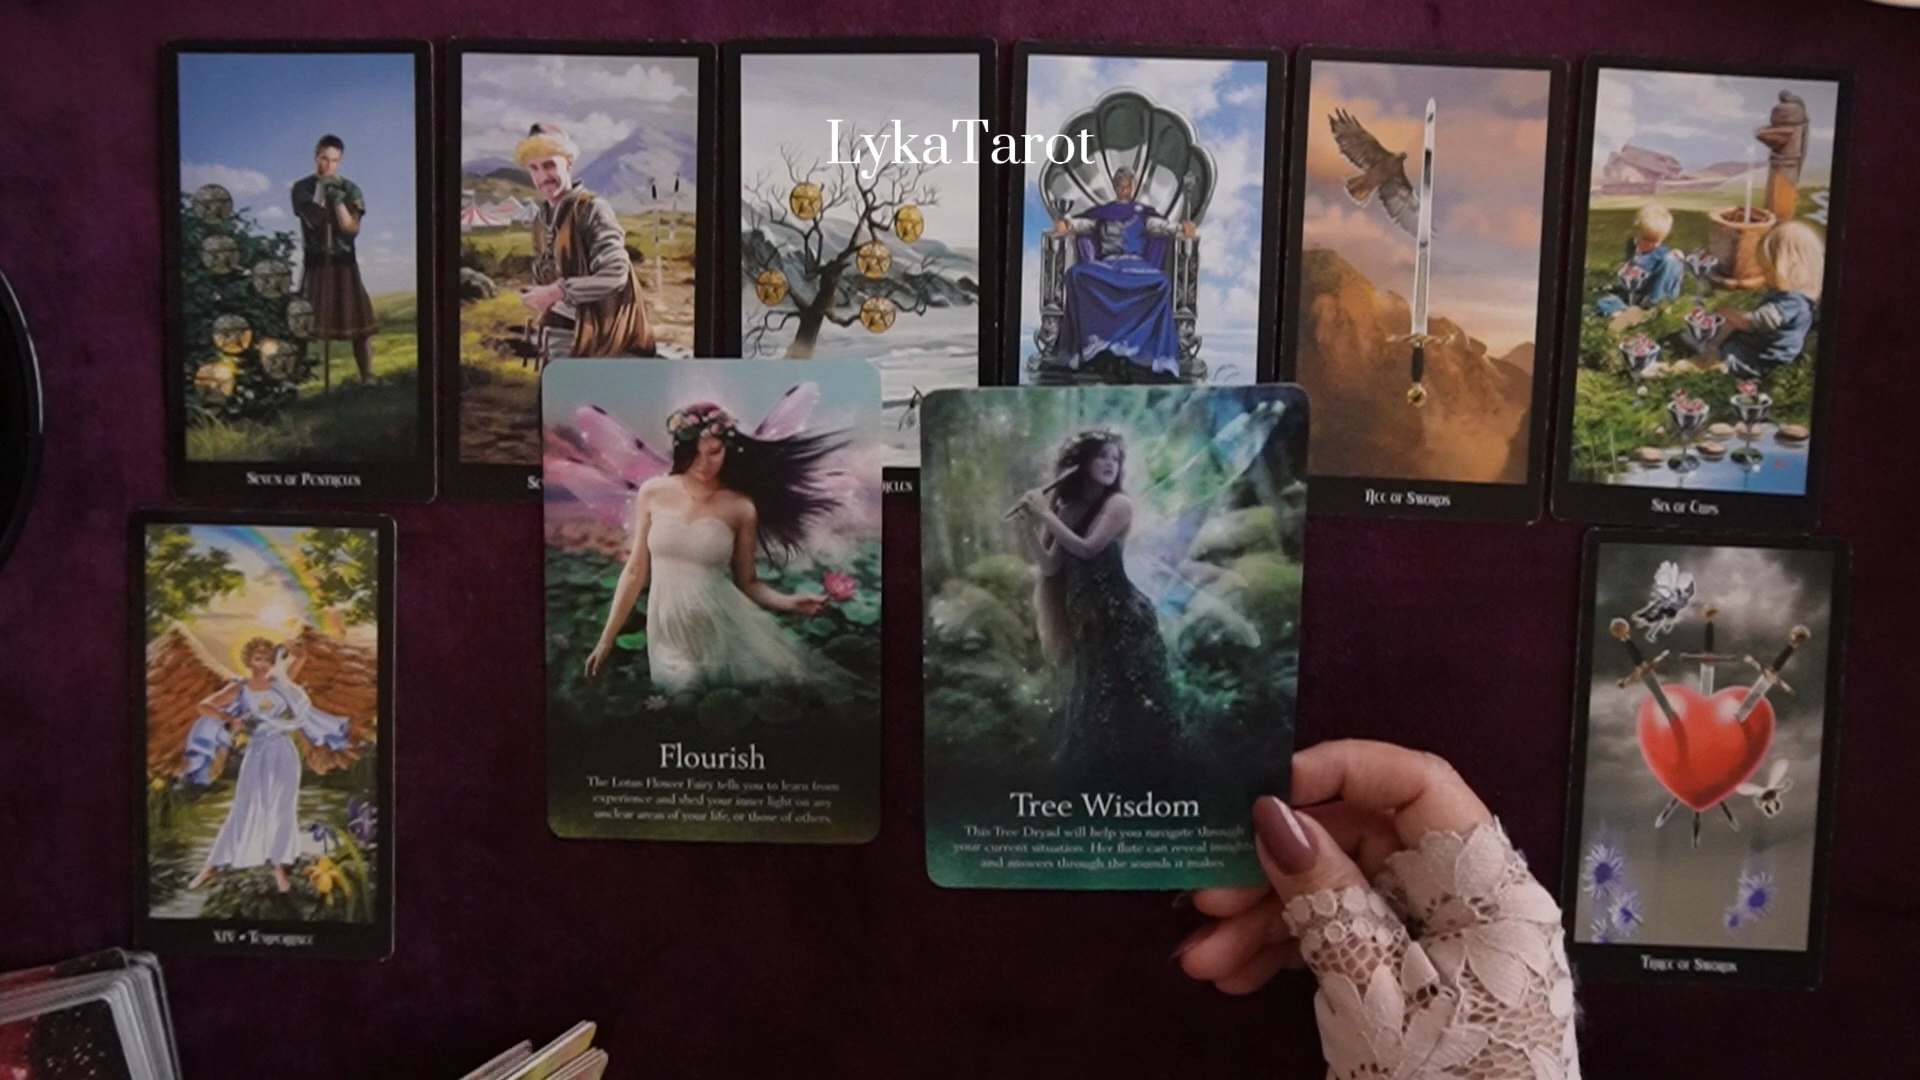 LykaTarot
Seven of Pentacles
Ace of Swords
Six of Cups
Flourish
The Lotus Flower Fairy tells you to learn from
experience and shed your inner light on any
unclear areas of your life, or those of others.
Tree Wisdom
This Tree Dryad will help you navigate through
your current situation. Her flute can reveal insights
and answers through the sounds it makes.
XIV • Temperance
Three of Swords